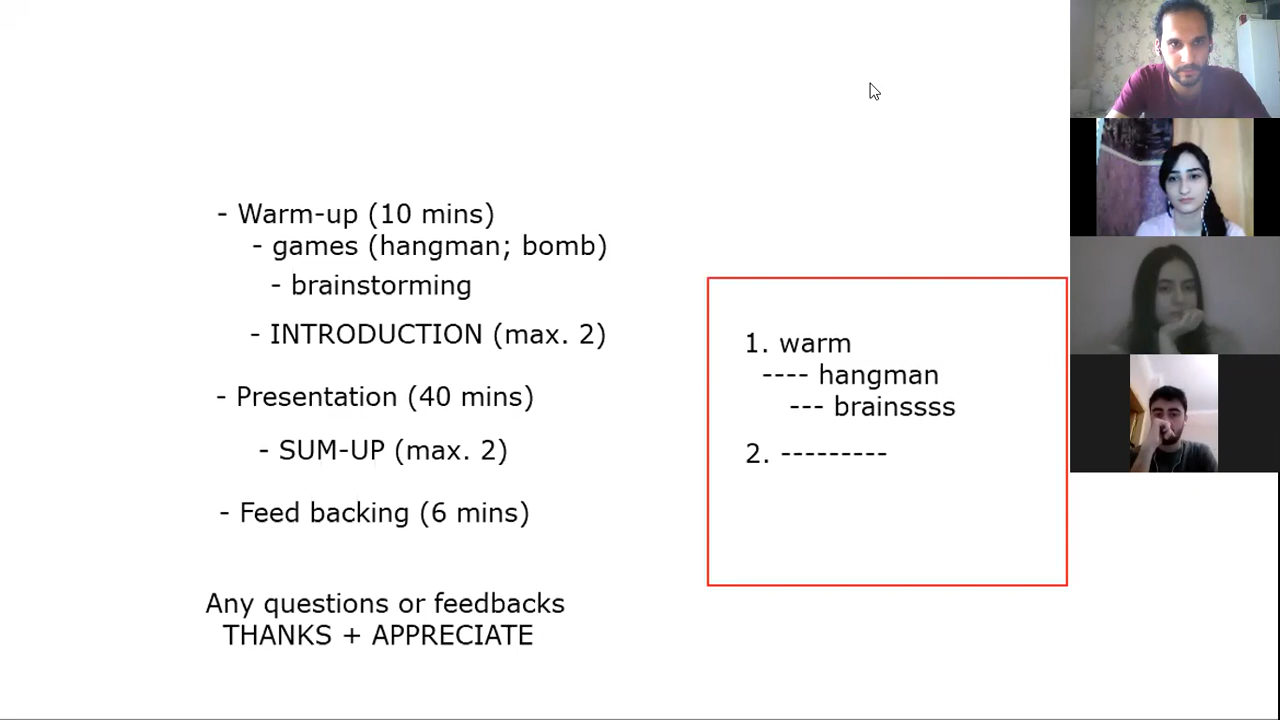 - Warm-up (10 mins)
- games (hangman; bomb)
- brainstorming
- INTRODUCTION (max. 2)
- Presentation (40 mins)
- SUM-UP (max. 2)
- Feed backing (6 mins)
Any questions or feedbacks
THANKS + APPRECIATE
1. warm
---- hangman
--- brainssss
2. ---------